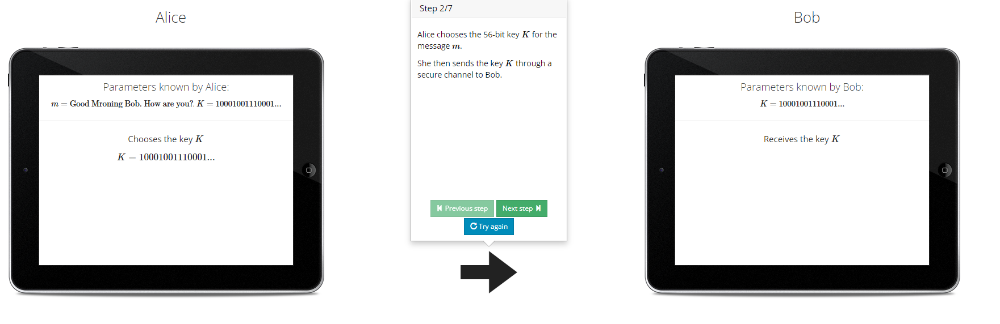 Alice
Step 2/7
Bob
Alice chooses the 56-bit key K for the
message m.
She then sends the key K through a
secure channel to Bob.
Parameters known by Alice:
m = Good Mroning Bob. How are you?, K = 10001001110001...
Chooses the key K
K = 10001001110001...
Parameters known by Bob:
K = 10001001110001...
Receives the key K
Previous step
Next step
Try again